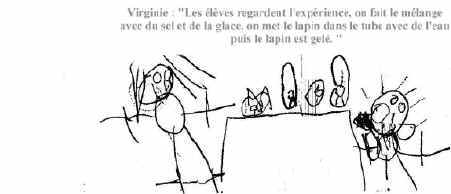 Virginie : "Les élèves regardent l'expérience, on fait le mélange
avec du sel et de la glace, on met le lapin dans le tube avec de l'eau
puis le lapin est gelé. "